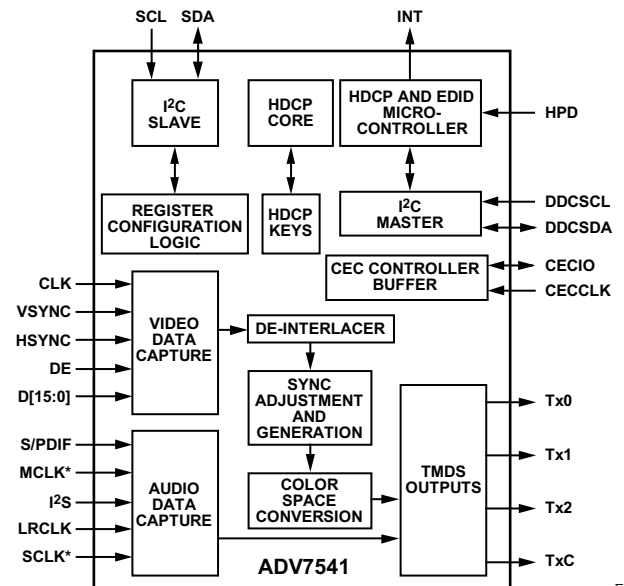 SCL SDA INT
I²C
SLAVE
HDCP
CORE
HDCP AND EDID
MICRO-
CONTROLLER
HPD
REGISTER
CONFIGURATION
LOGIC
HDCP
KEYS
I²C
MASTER
DDCSCL
DDCSDA
CEC CONTROLLER
BUFFER
CECIO
CECCLK
CLK
VSYNC
HSYNC
DE
D[15:0]
VIDEO
DATA
CAPTURE
DE-INTERLACER
SYNC
ADJUSTMENT
AND
GENERATION
TMDS
OUTPUTS
Tx0
Tx1
Tx2
TxC
S/PDIF
MCLK*
I²S
LRCLK
SCLK*
AUDIO
DATA
CAPTURE
COLOR
SPACE
CONVERSION
ADV7541